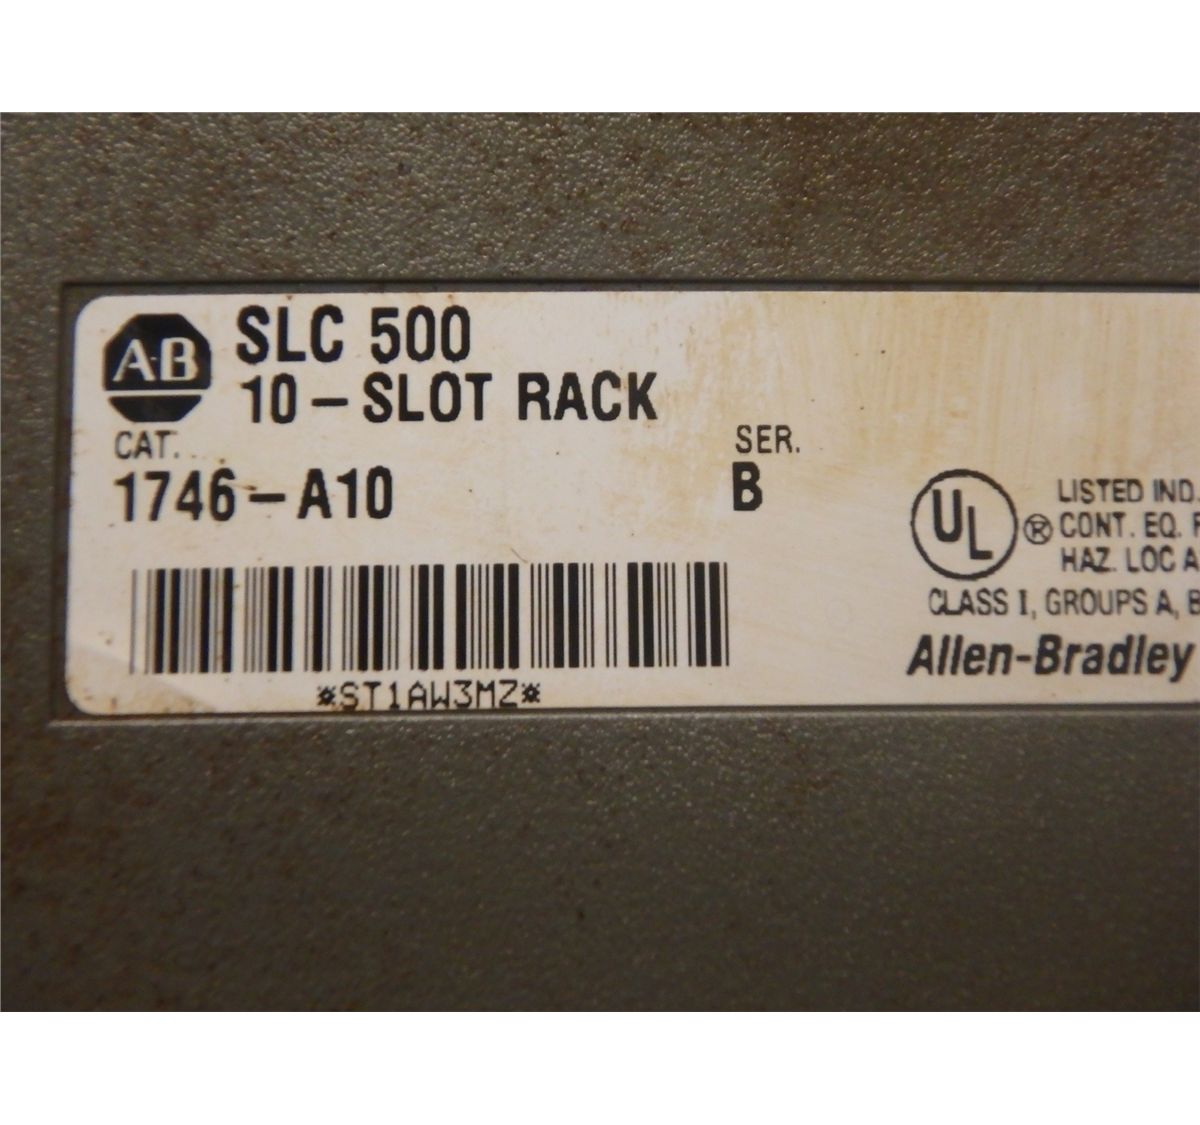 A-B
SLC 500
10-SLOT RACK
CAT.
1746-A10
SER.
B
*ST1AW3MZ*
UL ®
LISTED IND.
CONT. EQ.
HAZ. LOC A
CLASS I, GROUPS A, B
Allen-Bradley